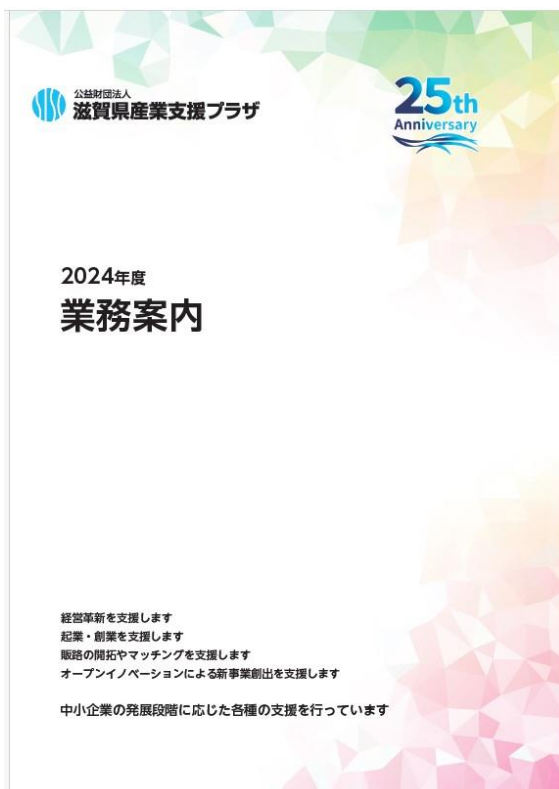 公益財団法人
滋賀県産業支援プラザ
25th
Anniversary
2024年度
業務案内
経営革新を支援します
起業・創業を支援します
販路の開拓やマッチングを支援します
オープンイノベーションによる新事業創出を支援します
中小企業の発展段階に応じた各種の支援を行っています